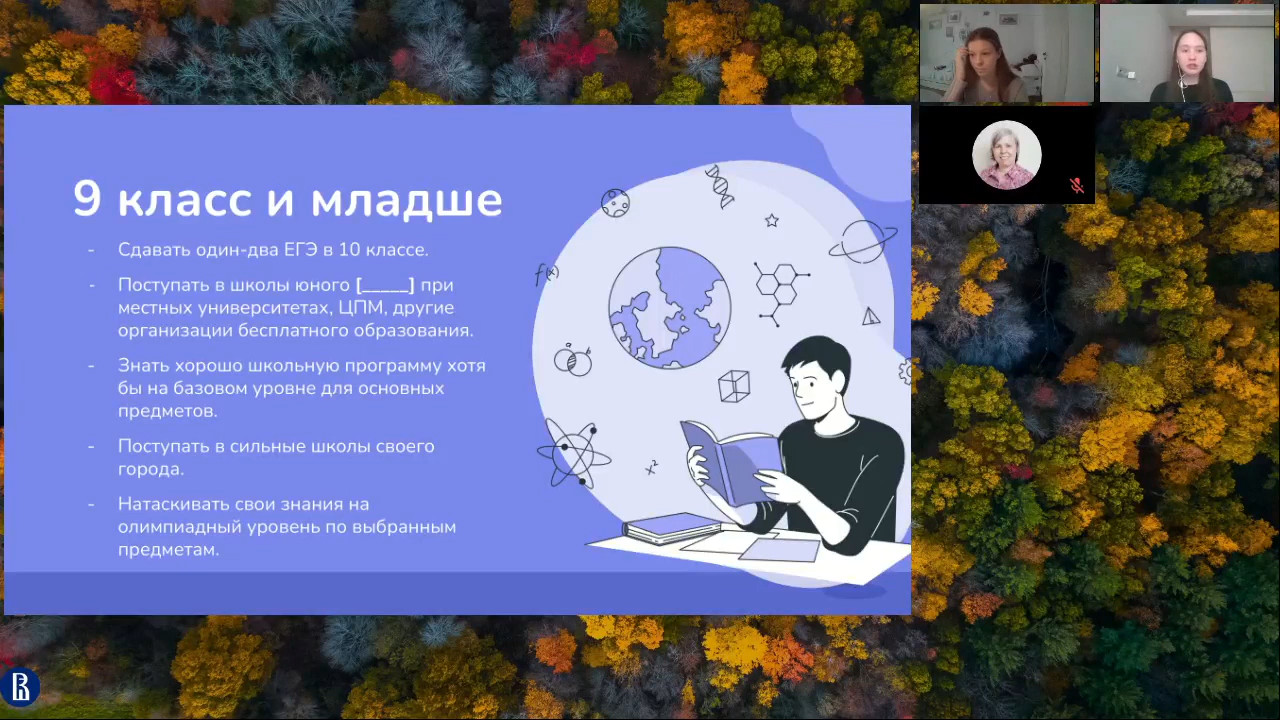 9 класс и младше
- Сдавать один-два ЕГЭ в 10 классе.
- Поступать в школы юного [_____] при
местных университетах, ЦПМ, другие
организации бесплатного образования.
- Знать хорошо школьную программу хотя
бы на базовом уровне для основных
предметов.
- Поступать в сильные школы своего
города.
- Натаскивать свои знания на
олимпиадный уровень по выбранным
предметам.
f(x)
a b
x²